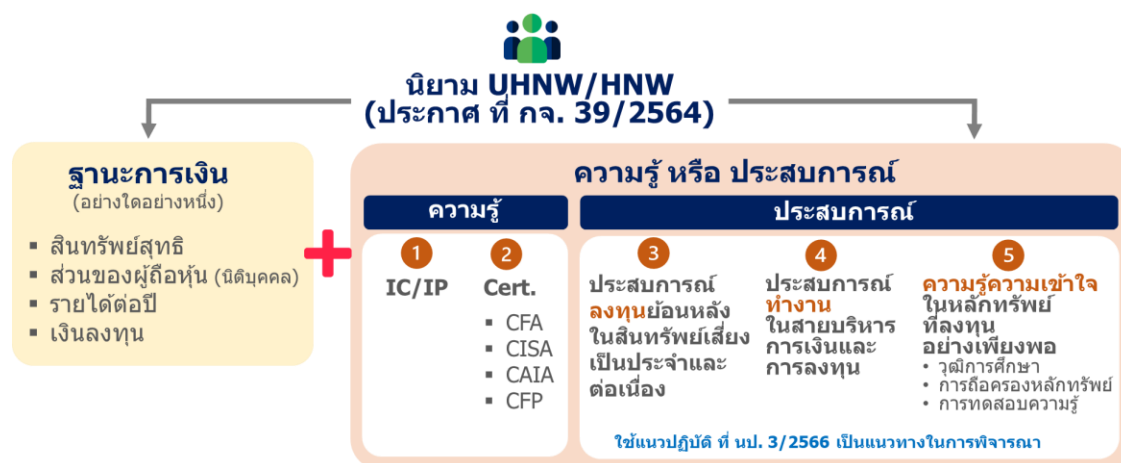 นิยาม UHNW/HNW
(ประกาศ ที่ กจ. 39/2564)
ฐานะการเงิน
(อย่างใดอย่างหนึ่ง)
▪ สินทรัพย์สุทธิ
▪ ส่วนของผู้ถือหุ้น (นิติบุคคล)
▪ รายได้ต่อปี
▪ เงินลงทุน
ความรู้ หรือ ประสบการณ์
ความรู้
1
IC/IP
2
Cert.
▪ CFA
▪ CISA
▪ CAIA
▪ CFP
ประสบการณ์
3
ประสบการณ์
ลงทุนย้อนหลัง
ในสินทรัพย์เสี่ยง
เป็นประจำและ
ต่อเนื่อง
4
ประสบการณ์
ทำงาน
ในสายบริหาร
การเงินและ
การลงทุน
5
ความรู้ความเข้าใจ
ในหลักทรัพย์
ที่ลงทุน
อย่างเพียงพอ
• วุฒิการศึกษา
• การถือครองหลักทรัพย์
• การทดสอบความรู้
ใช้แนวปฏิบัติ ที่ นป. 3/2566 เป็นแนวทางในการพิจารณา